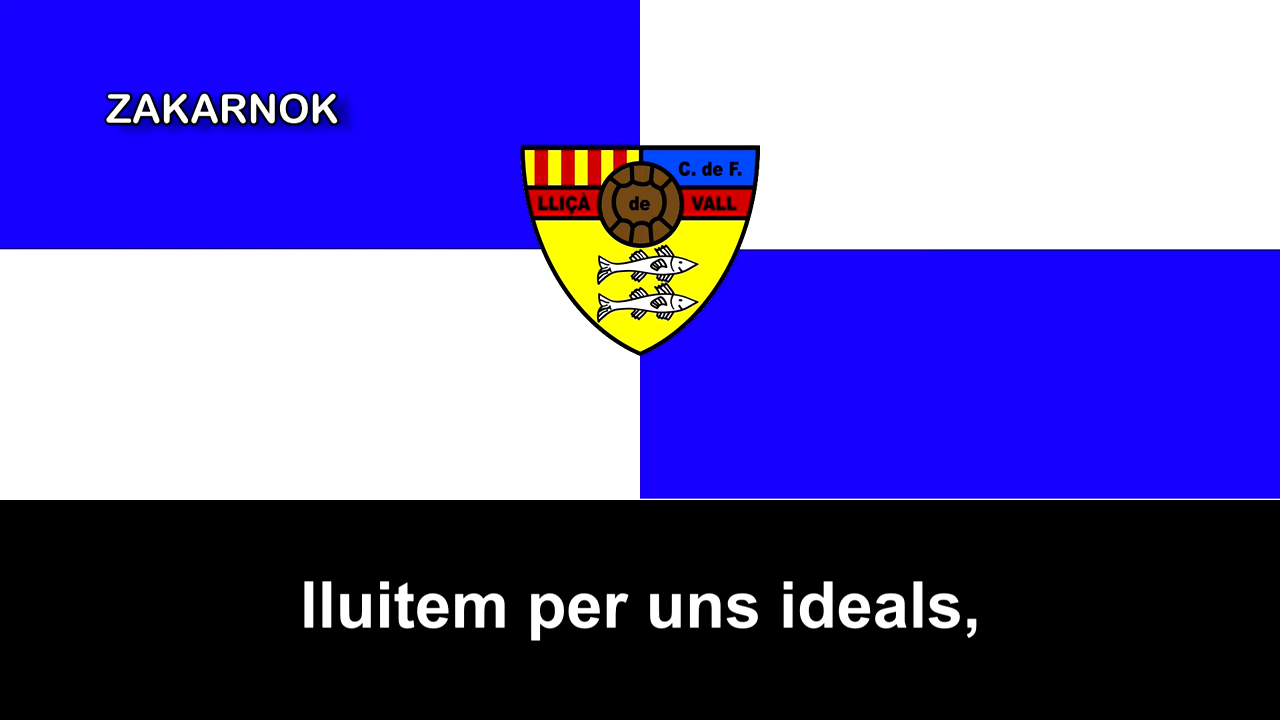 ZAKARNOK
C. de F.
LLIÇÀ de VALL
lluitem per uns ideals,